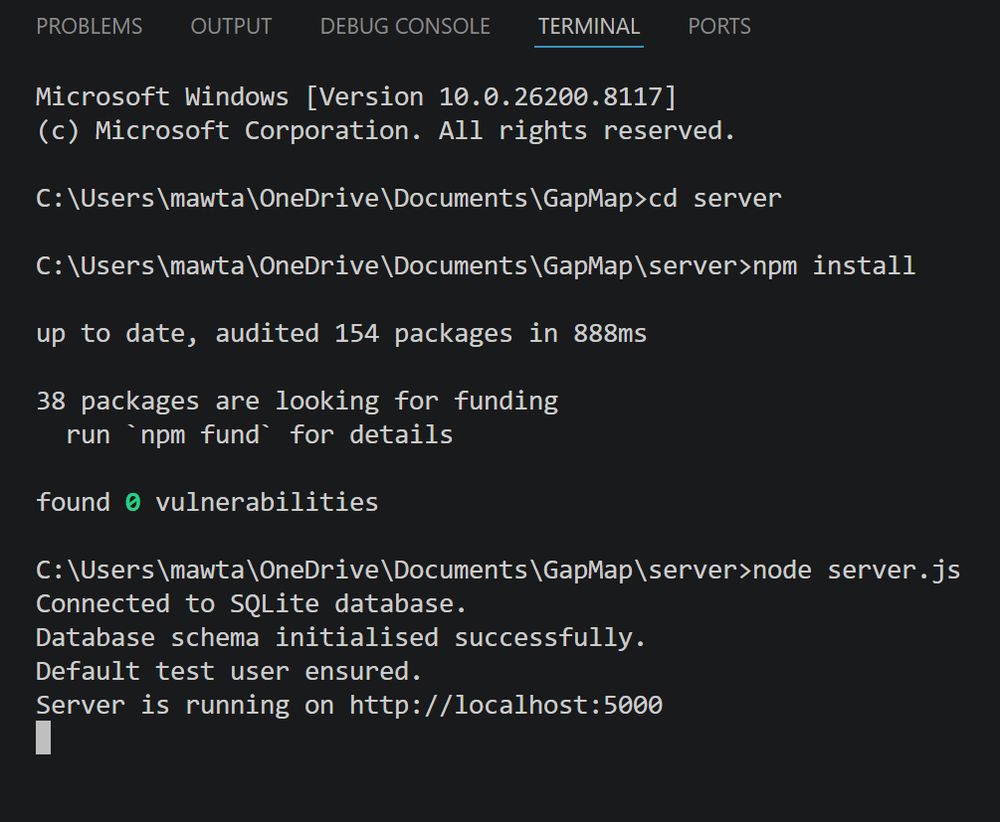 PROBLEMS OUTPUT DEBUG CONSOLE TERMINAL PORTS
Microsoft Windows [Version 10.0.26200.8117]
(c) Microsoft Corporation. All rights reserved.
C:\Users\mawta\OneDrive\Documents\GapMap>cd server
C:\Users\mawta\OneDrive\Documents\GapMap\server>npm install
up to date, audited 154 packages in 888ms
38 packages are looking for funding
  run `npm fund` for details
found 0 vulnerabilities
C:\Users\mawta\OneDrive\Documents\GapMap\server>node server.js
Connected to SQLite database.
Database schema initialised successfully.
Default test user ensured.
Server is running on http://localhost:5000